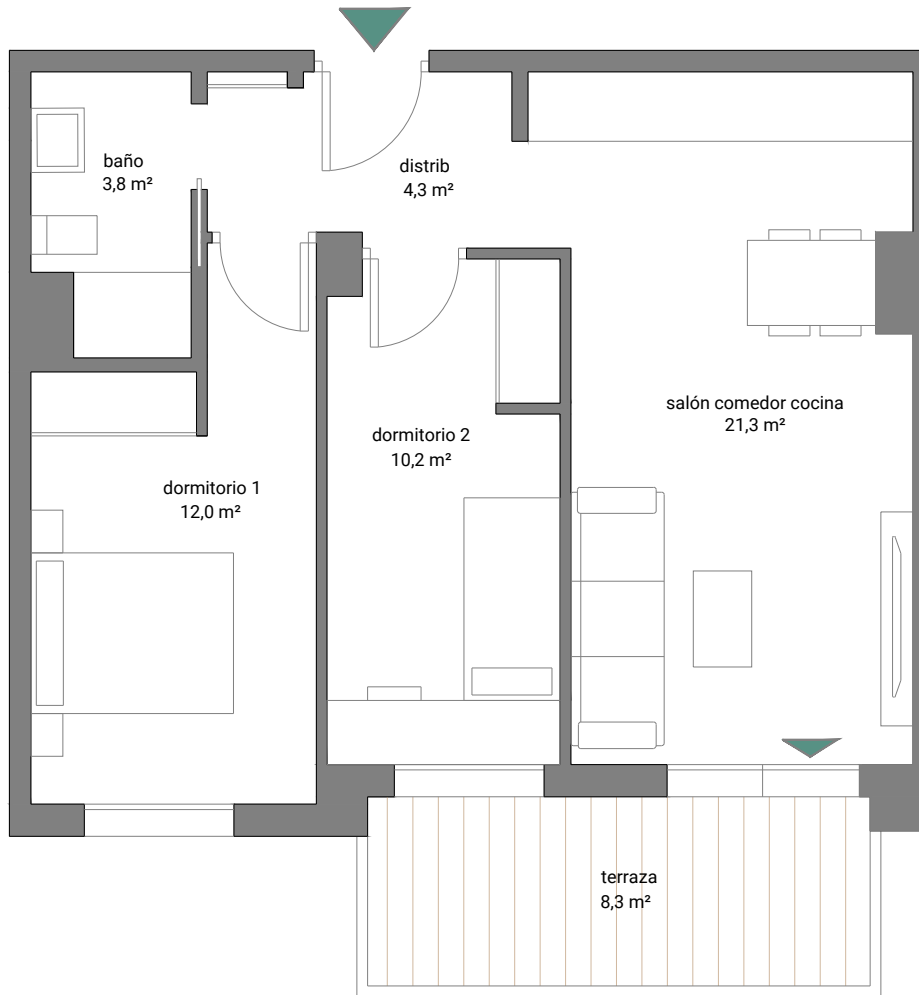 baño
3,8 m²
distrib
4,3 m²
salón comedor cocina
21,3 m²
dormitorio 2
10,2 m²
dormitorio 1
12,0 m²
terraza
8,3 m²